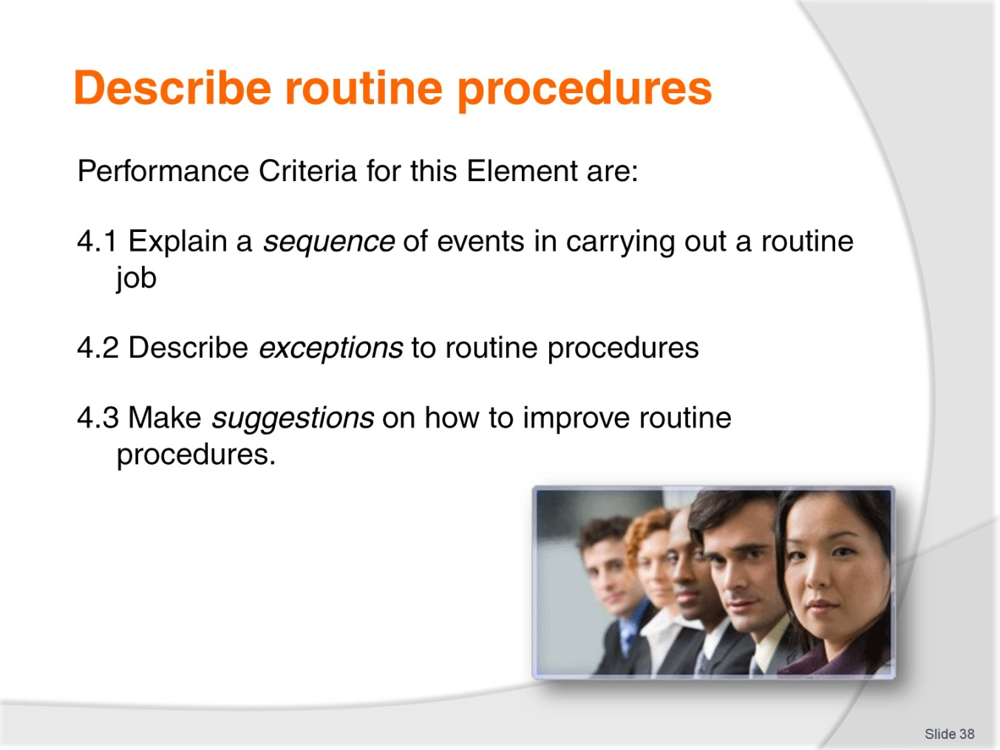 Describe routine procedures
Performance Criteria for this Element are:
4.1 Explain a sequence of events in carrying out a routine
job
4.2 Describe exceptions to routine procedures
4.3 Make suggestions on how to improve routine
procedures.
Slide 38